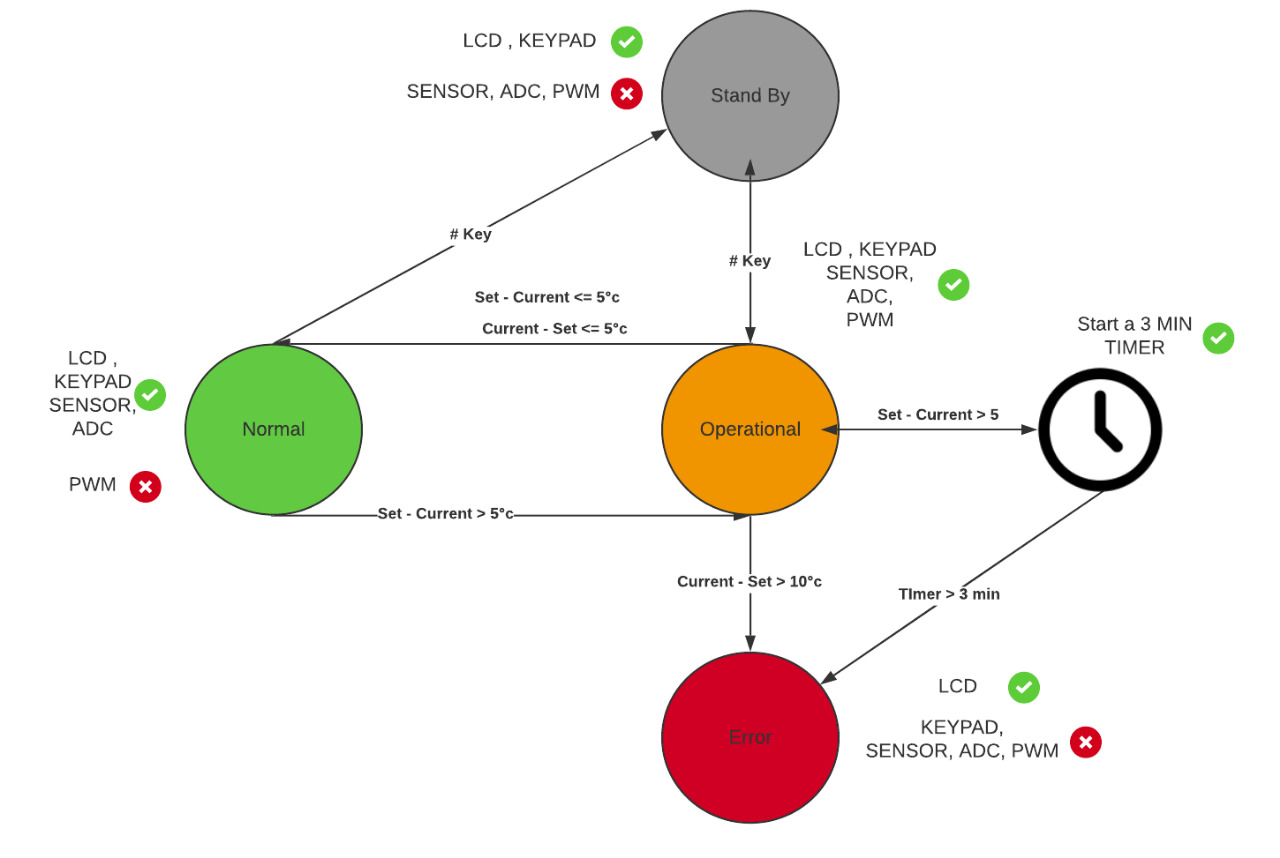 LCD , KEYPAD
SENSOR, ADC, PWM
Stand By
# Key
# Key
LCD , KEYPAD
SENSOR,
ADC,
PWM
Set - Current <= 5°c
Current - Set <= 5°c
Start a 3 MIN
TIMER
LCD ,
KEYPAD
SENSOR,
ADC
PWM
Normal
Operational
Set - Current > 5
Set - Current > 5°c
Current - Set > 10°c
TImer > 3 min
Error
LCD
KEYPAD,
SENSOR, ADC, PWM